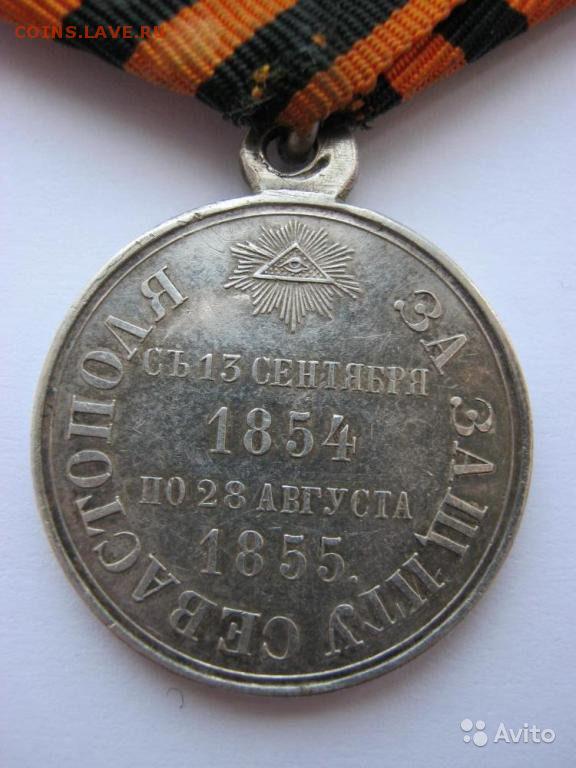 COINS.LAVE.RU
СЪ 13 СЕНТЯБРЯ
1854
ПО 28 АВГУСТА
1855.
ЗА ЗАЩИТУ СЕВАСТОПОЛЯ
Avito